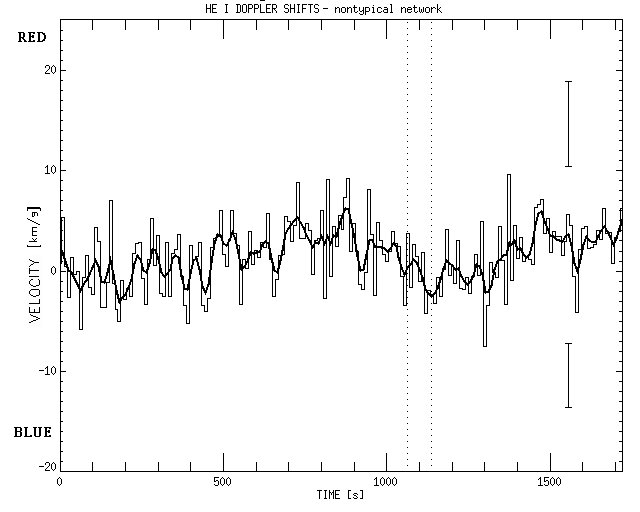 HE I DOPPLER SHIFTS - nontypical network
RED
20
10
0
-10
-20
VELOCITY [km/s]
BLUE
0 500 1000 1500
TIME [s]